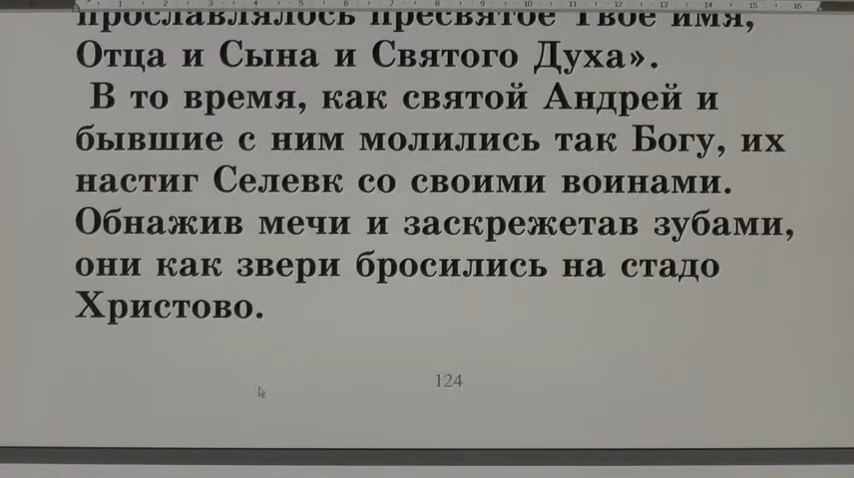 прославлялось пресвятое Твое имя,
Отца и Сына и Святого Духа».
В то время, как святой Андрей и
бывшие с ним молились так Богу, их
настиг Селевк со своими воинами.
Обнажив мечи и заскрежетав зубами,
они как звери бросились на стадо
Христово.
124